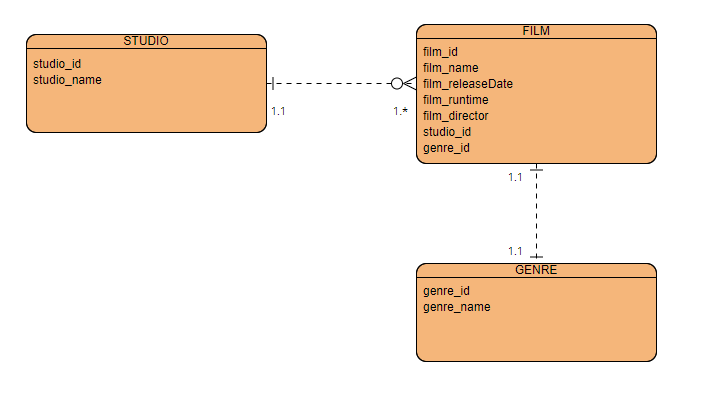 STUDIO
studio_id
studio_name
1.1
1.*
FILM
film_id
film_name
film_releaseDate
film_runtime
film_director
studio_id
genre_id
1.1
1.1
GENRE
genre_id
genre_name